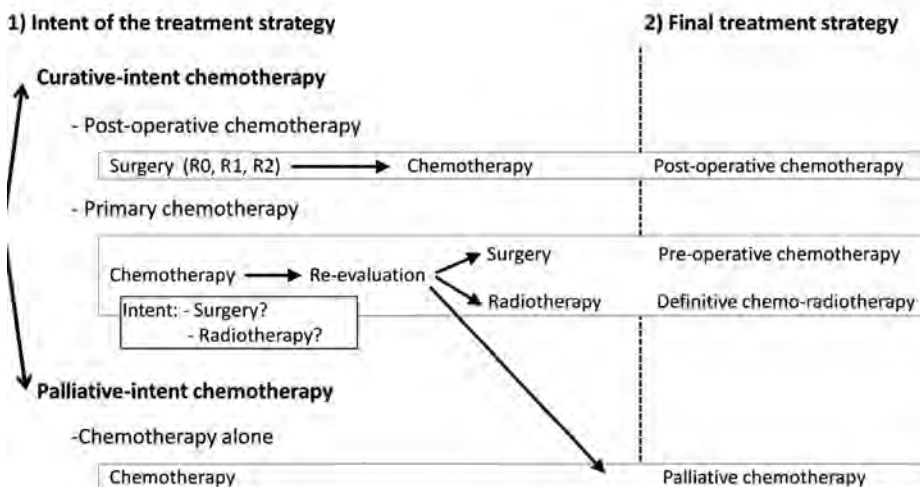 1) Intent of the treatment strategy 2) Final treatment strategy
Curative-intent chemotherapy
- Post-operative chemotherapy
Surgery (R0, R1, R2) Chemotherapy Post-operative chemotherapy
- Primary chemotherapy
Surgery Pre-operative chemotherapy
Chemotherapy Re-evaluation
Radiotherapy Definitive chemo-radiotherapy
Intent: - Surgery?
- Radiotherapy?
Palliative-intent chemotherapy
-Chemotherapy alone
Chemotherapy Palliative chemotherapy